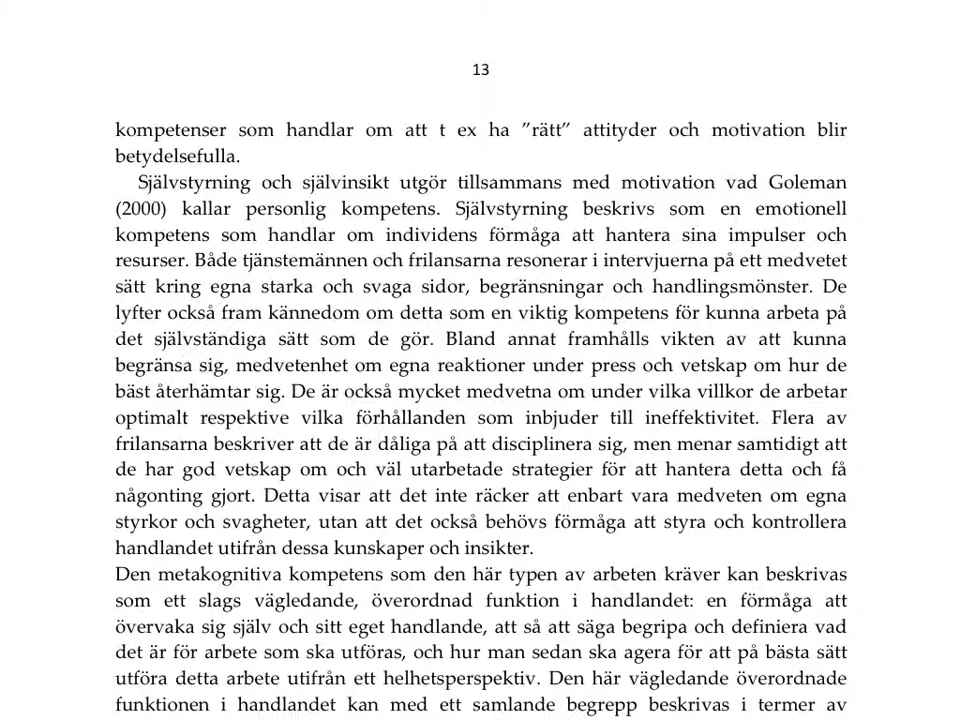 13
kompetenser som handlar om att t ex ha ”rätt” attityder och motivation blir
betydelsefulla.
Självstyrning och självinsikt utgör tillsammans med motivation vad Goleman
(2000) kallar personlig kompetens. Självstyrning beskrivs som en emotionell
kompetens som handlar om individens förmåga att hantera sina impulser och
resurser. Både tjänstemännen och frilansarna resonerar i intervjuerna på ett medvetet
sätt kring egna starka och svaga sidor, begränsningar och handlingsmönster. De
lyfter också fram kännedom om detta som en viktig kompetens för kunna arbeta på
det självständiga sätt som de gör. Bland annat framhålls vikten av att kunna
begränsa sig, medvetenhet om egna reaktioner under press och vetskap om hur de
bäst återhämtar sig. De är också mycket medvetna om under vilka villkor de arbetar
optimalt respektive vilka förhållanden som inbjuder till ineffektivitet. Flera av
frilansarna beskriver att de är dåliga på att disciplinera sig, men menar samtidigt att
de har god vetskap om och väl utarbetade strategier för att hantera detta och få
någonting gjort. Detta visar att det inte räcker att enbart vara medveten om egna
styrkor och svagheter, utan att det också behövs förmåga att styra och kontrollera
handlandet utifrån dessa kunskaper och insikter.
Den metakognitiva kompetens som den här typen av arbeten kräver kan beskrivas
som ett slags vägledande, överordnad funktion i handlandet: en förmåga att
övervaka sig själv och sitt eget handlande, att så att säga begripa och definiera vad
det är för arbete som ska utföras, och hur man sedan ska agera för att på bästa sätt
utföra detta arbete utifrån ett helhetsperspektiv. Den här vägledande överordnade
funktionen i handlandet kan med ett samlande begrepp beskrivas i termer av